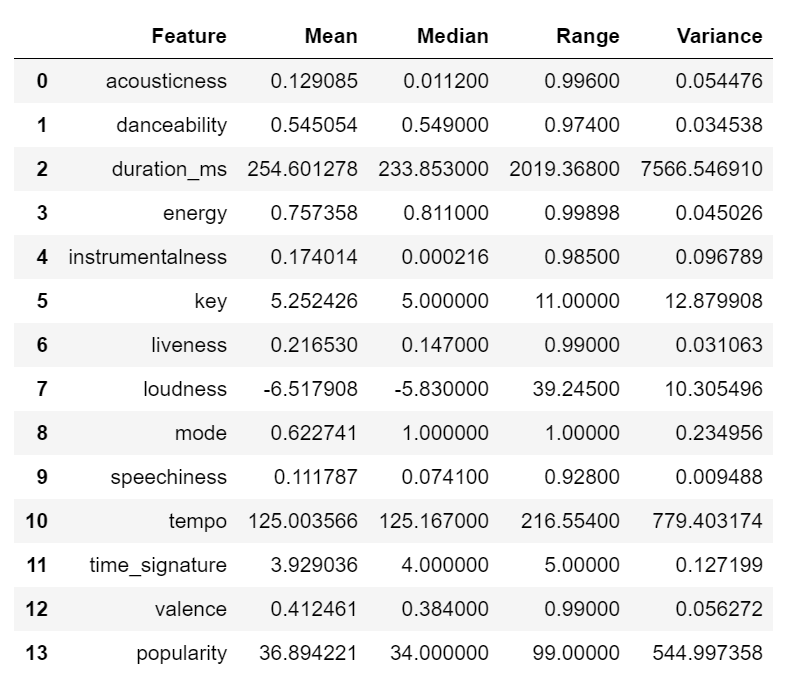 Feature Mean Median Range Variance
0 acousticness 0.129085 0.011200 0.99600 0.054476
1 danceability 0.545054 0.549000 0.97400 0.034538
2 duration_ms 254.601278 233.853000 2019.36800 7566.546910
3 energy 0.757358 0.811000 0.99898 0.045026
4 instrumentalness 0.174014 0.000216 0.98500 0.096789
5 key 5.252426 5.000000 11.00000 12.879908
6 liveness 0.216530 0.147000 0.99000 0.031063
7 loudness -6.517908 -5.830000 39.24500 10.305496
8 mode 0.622741 1.000000 1.00000 0.234956
9 speechiness 0.111787 0.074100 0.92800 0.009488
10 tempo 125.003566 125.167000 216.55400 779.403174
11 time_signature 3.929036 4.000000 5.00000 0.127199
12 valence 0.412461 0.384000 0.99000 0.056272
13 popularity 36.894221 34.000000 99.00000 544.997358